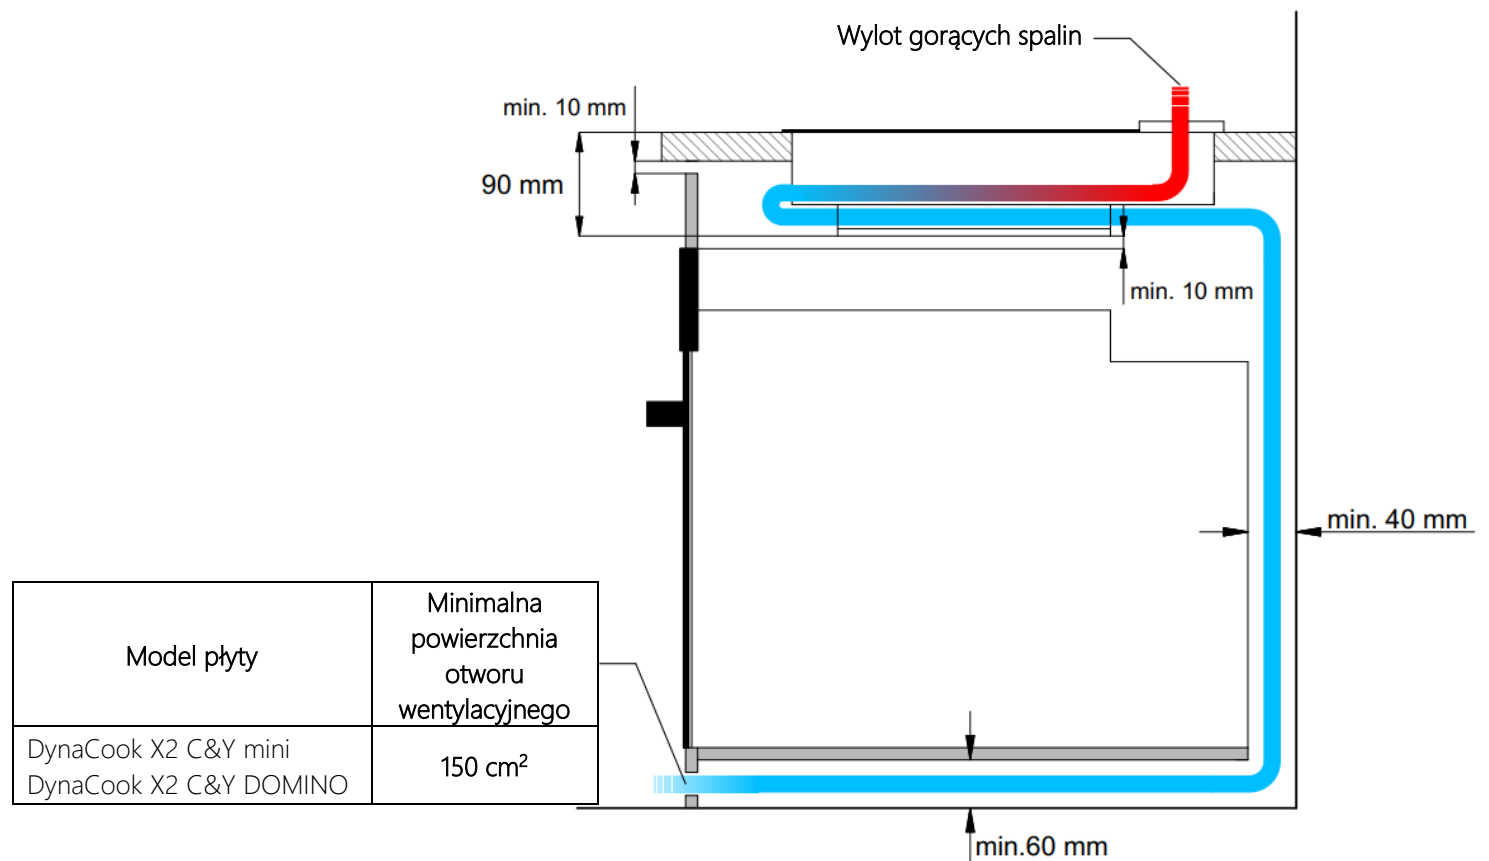 Wylot gorących spalin
min. 10 mm
90 mm
min. 10 mm
min. 40 mm
Model płyty
Minimalna
powierzchnia
otworu
wentylacyjnego
DynaCook X2 C&Y mini
DynaCook X2 C&Y DOMINO
150 cm²
min.60 mm